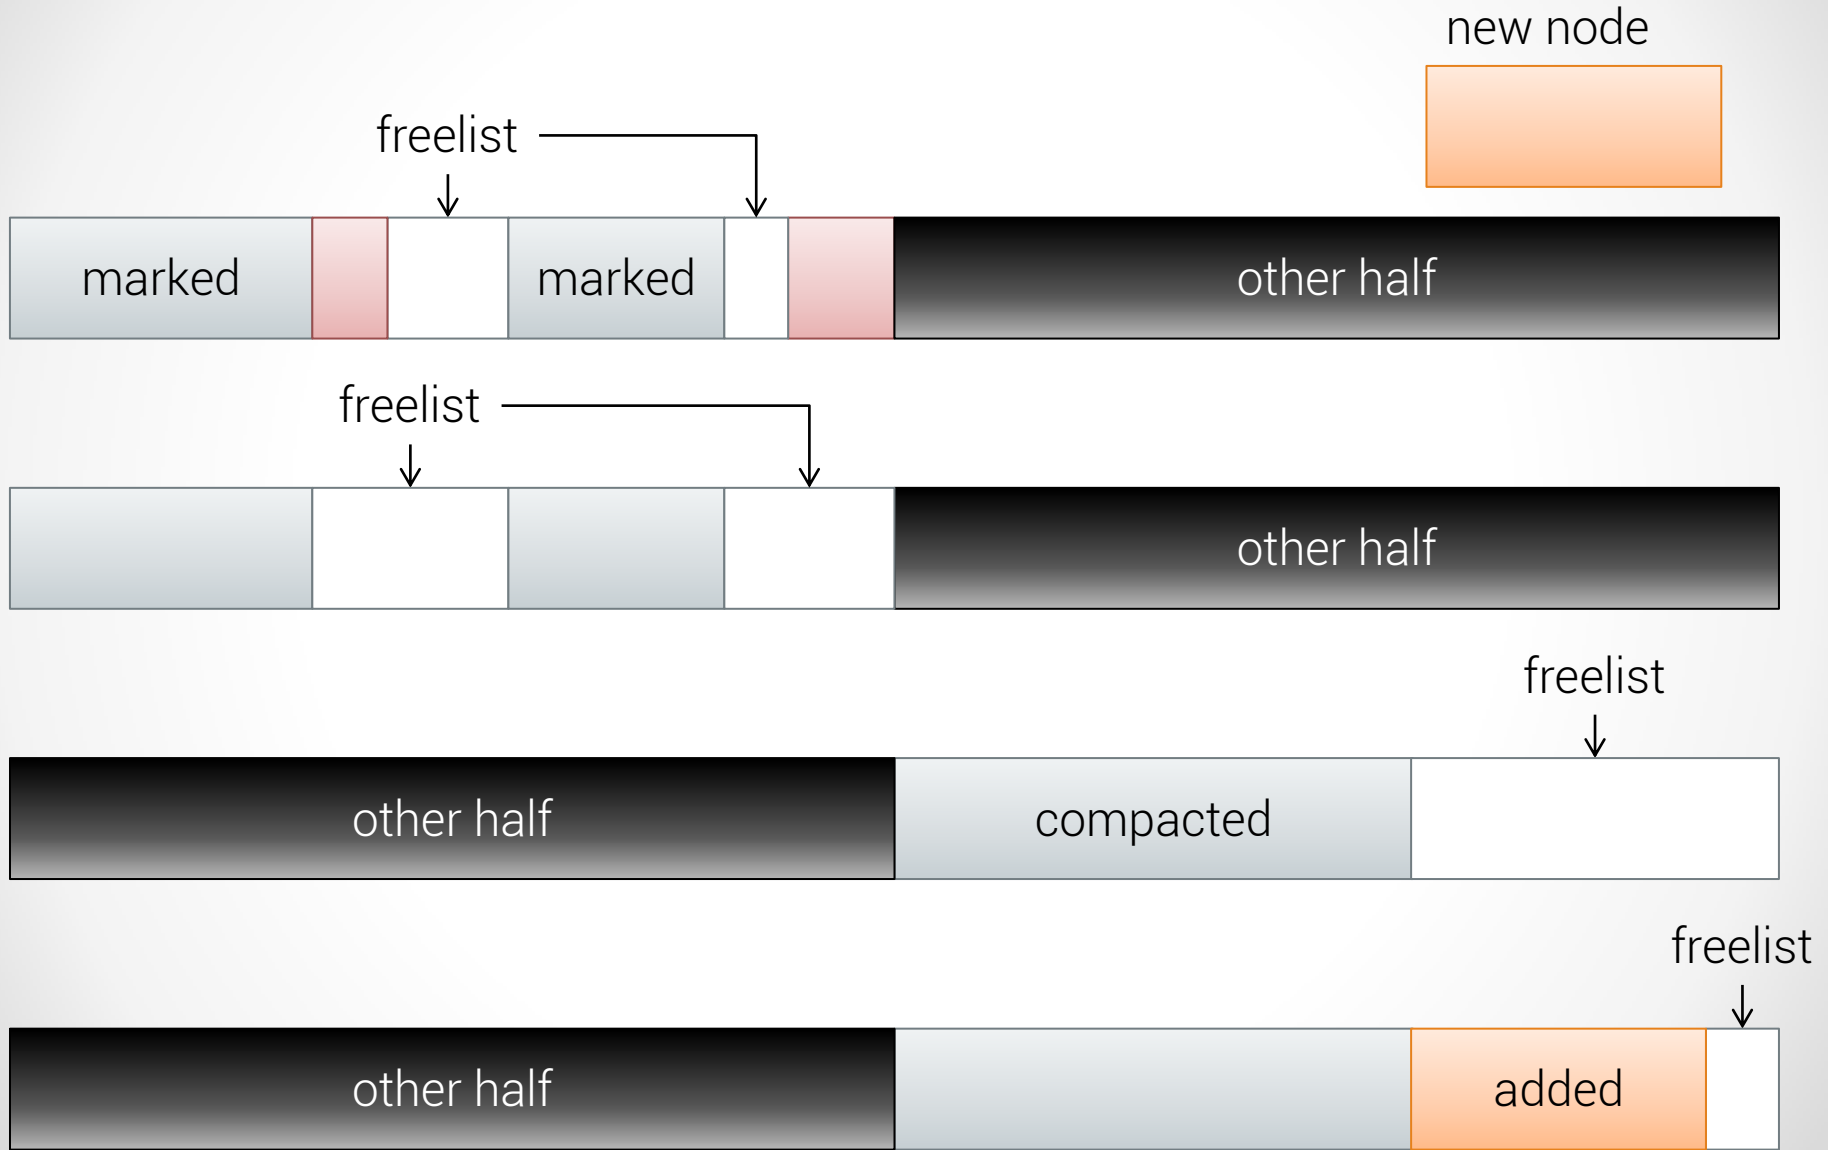 new node
freelist
marked
marked
other half
freelist
other half
freelist
other half
compacted
freelist
other half
added